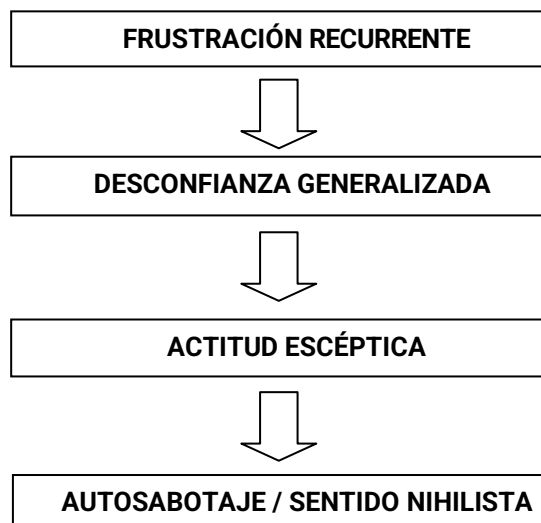 FRUSTRACIÓN RECURRENTE
DESCONFIANZA GENERALIZADA
ACTITUD ESCÉPTICA
AUTOSABOTAJE / SENTIDO NIHILISTA